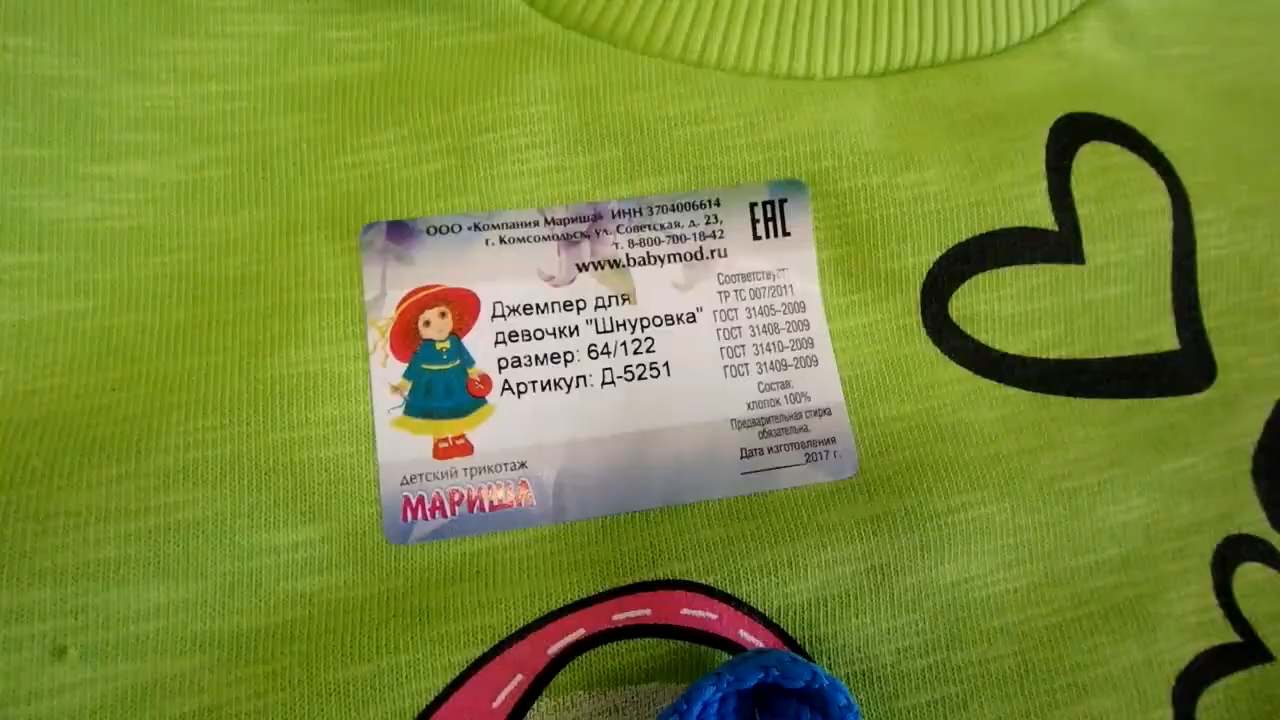 ООО «Компания Мариша» ИНН 3704006614
г. Комсомольск, ул. Советская, д. 23,
т. 8-800-700-18-42
www.babymod.ru
ЕАС
Джемпер для
девочки "Шнуровка"
размер: 64/122
Артикул: Д-5251
Соответствует:
ТР ТС 007/2011
ГОСТ 31405-2009
ГОСТ 31408-2009
ГОСТ 31410-2009
ГОСТ 31409-2009
Состав:
хлопок 100%
Предварительная стирка
обязательна.
Дата изготовления
_________2017 г.
детский трикотаж
МАРИША